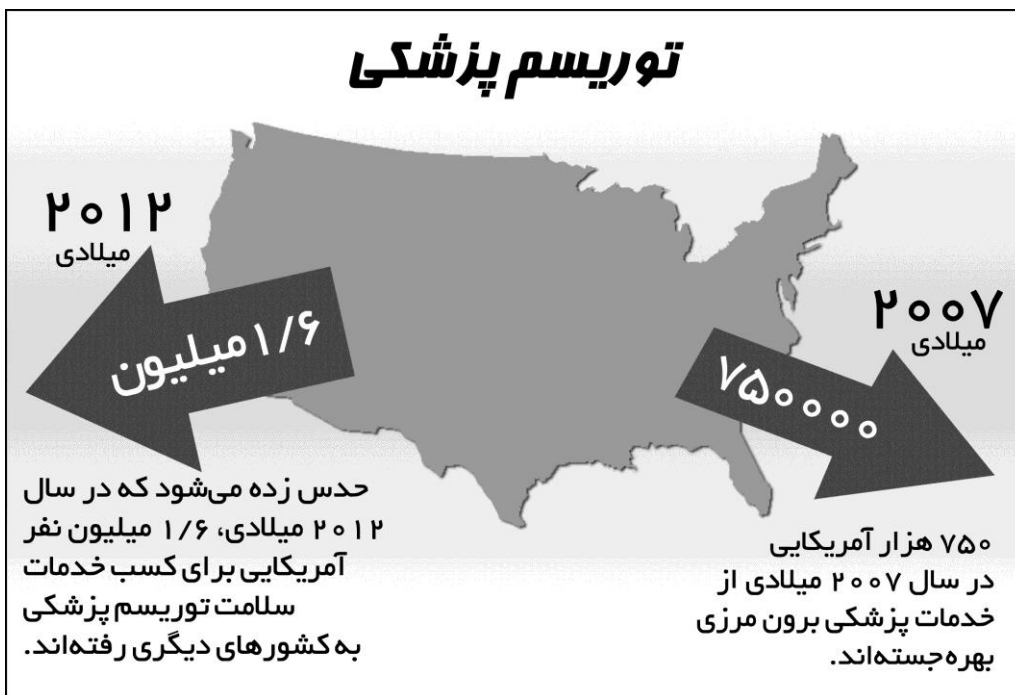 توریسم پزشکی
۲۰۰۷
میلادی
۷۵۰۰۰۰
۷۵۰ هزار آمریکایی
در سال ۲۰۰۷ میلادی از
خدمات پزشکی برون مرزی
بهره‌جسته‌اند.
۲۰۱۲
میلادی
۱/۶ میلیون
حدس زده می‌شود که در سال
۲۰۱۲ میلادی، ۱/۶ میلیون نفر
آمریکایی برای کسب خدمات
سلامت توریسم پزشکی
به کشورهای دیگری رفته‌اند.